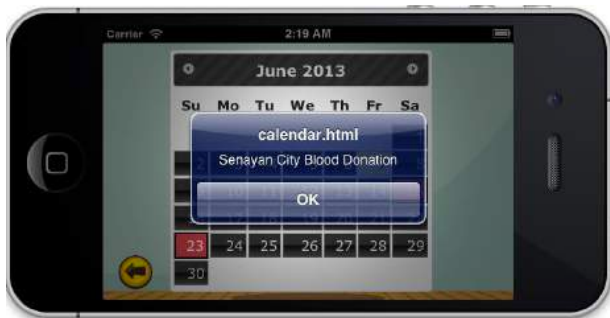 Carrier 2:19 AM
June 2013
Su Mo Tu We Th Fr Sa
calendar.html
Senayan City Blood Donation
OK
23 24 25 26 27 28 29
30